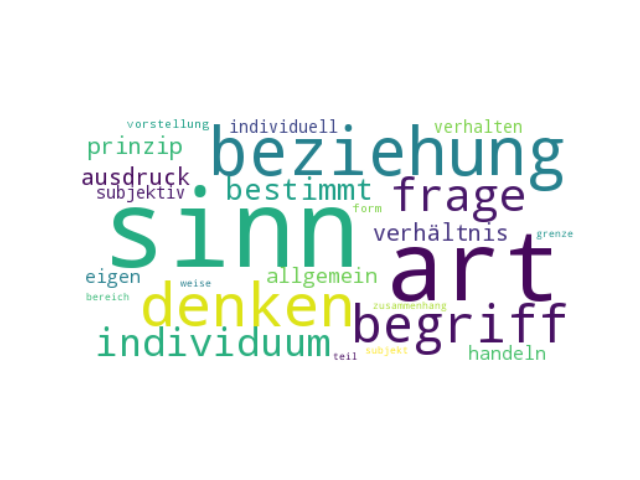 vorstellung individuell verhalten
prinzip beziehung
ausdruck bestimmt frage
subjektiv form
sinn verhältnis grenze
art
eigen weise allgemein
bereich denken zusammenhang
begriff
individuum teil subjekt handeln